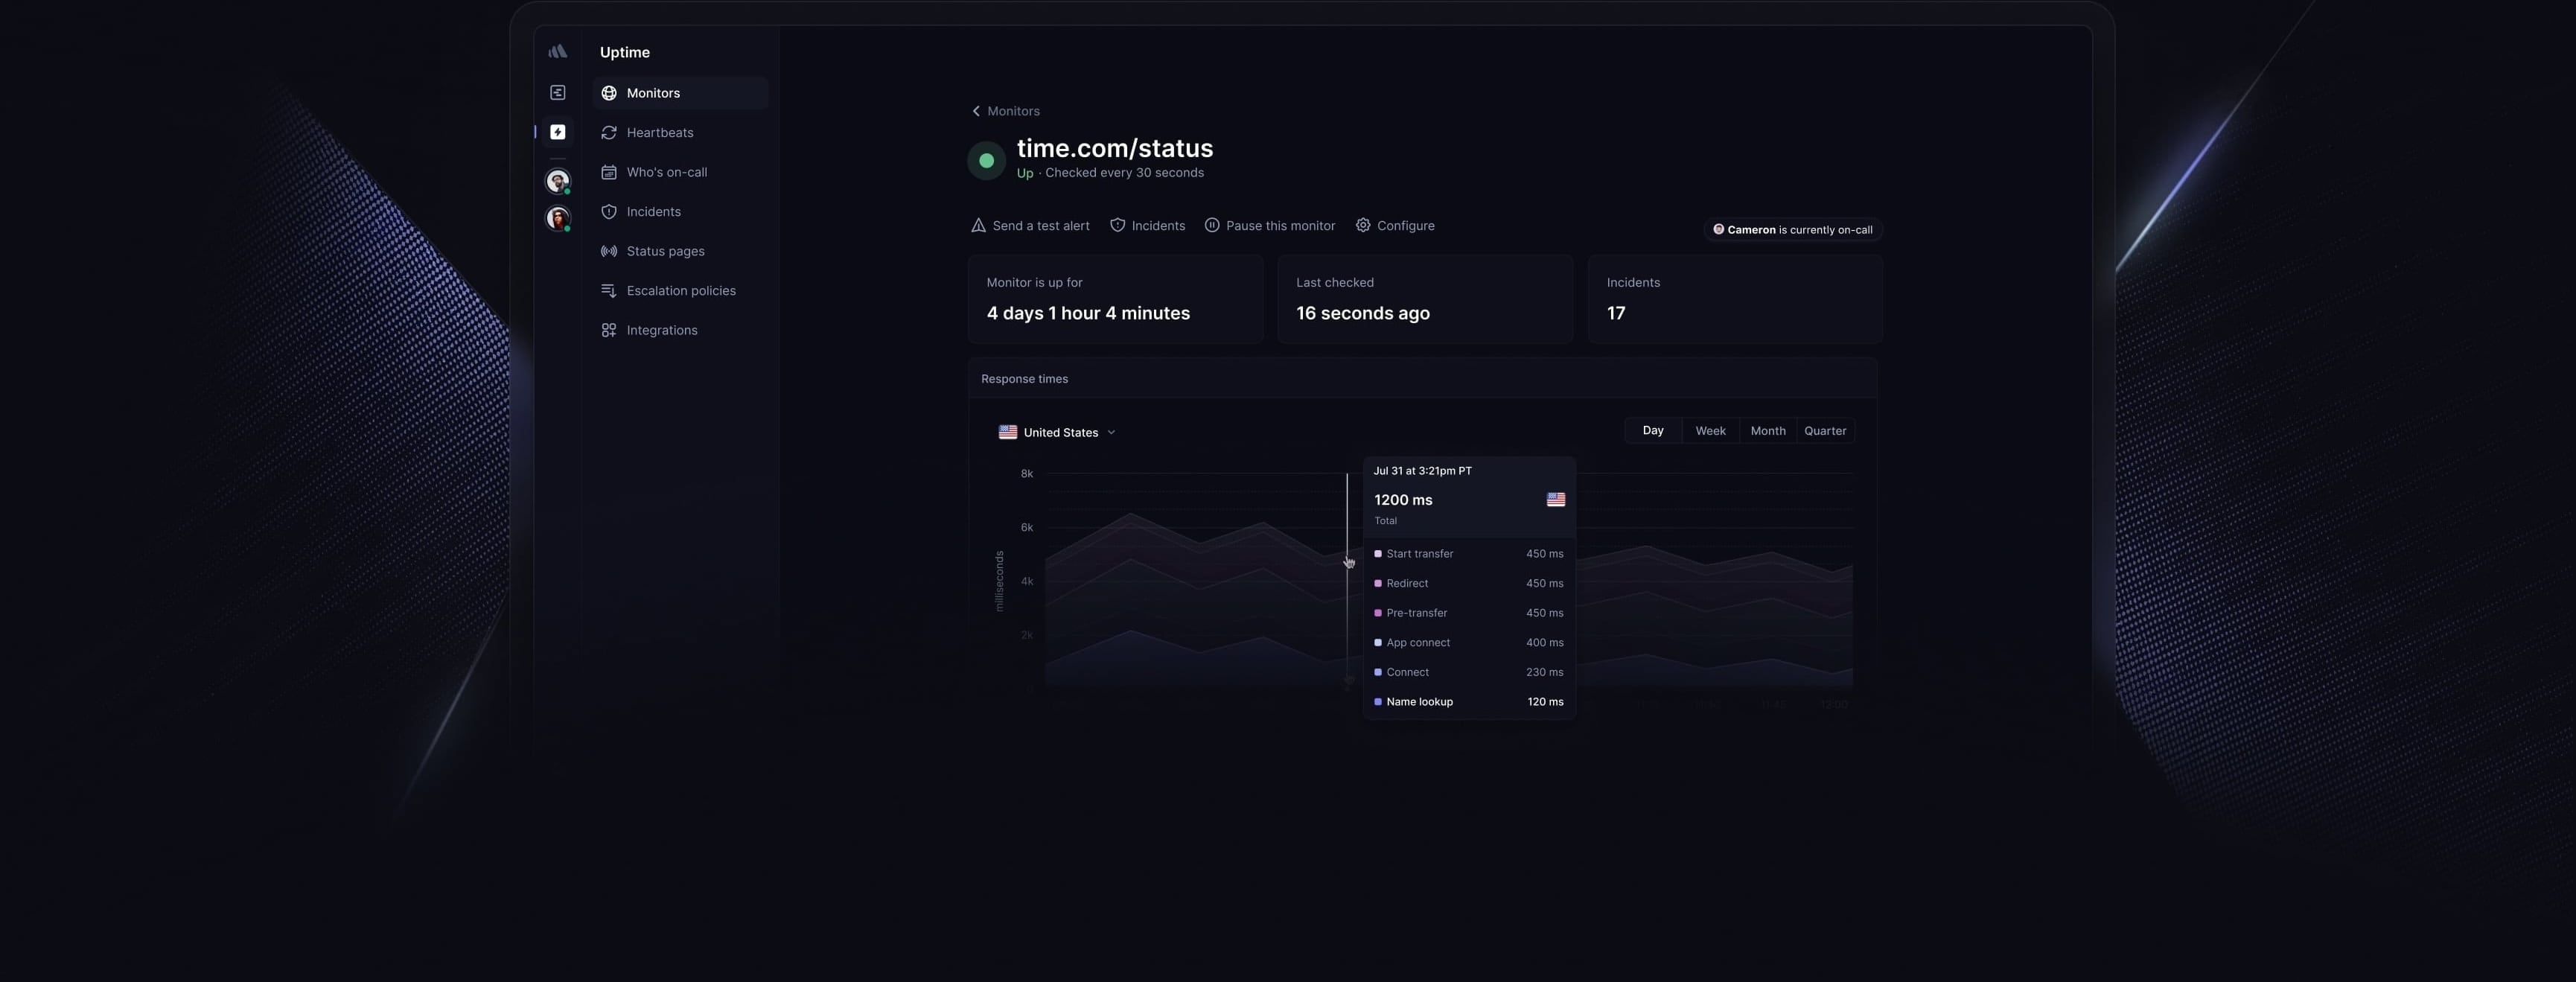 Uptime
Monitors
Heartbeats
Who's on-call
Incidents
Status pages
Escalation policies
Integrations
Monitors
time.com/status
Up · Checked every 30 seconds
Send a test alert Incidents Pause this monitor Configure
Cameron is currently on-call
Monitor is up for
4 days 1 hour 4 minutes
Last checked
16 seconds ago
Incidents
17
Response times
United States
Day Week Month Quarter
8k
6k
4k
2k
milliseconds
Jul 31 at 3:21pm PT
1200 ms
Total
Start transfer 450 ms
Redirect 450 ms
Pre-transfer 450 ms
App connect 400 ms
Connect 230 ms
Name lookup 120 ms